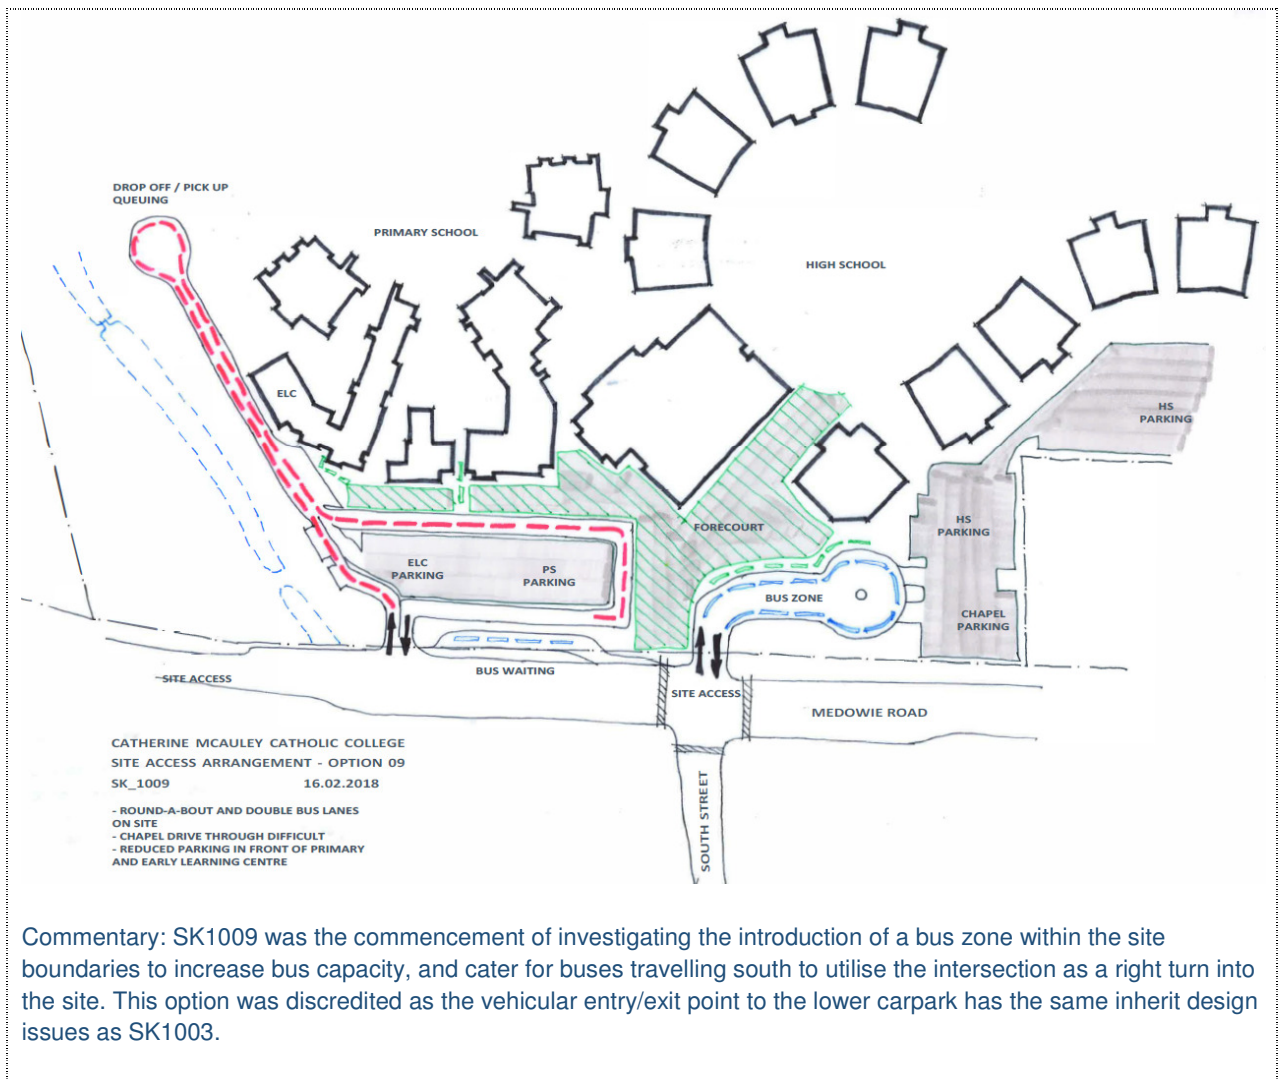 DROP OFF / PICK UP
QUEUING
PRIMARY SCHOOL
HIGH SCHOOL
ELC
HS
PARKING
HS
PARKING
FORECOURT
ELC
PARKING
PS
PARKING
BUS ZONE
CHAPEL
PARKING
SITE ACCESS
BUS WAITING
SITE ACCESS
MEDOWIE ROAD
SOUTH STREET
CATHERINE MCAULEY CATHOLIC COLLEGE
SITE ACCESS ARRANGEMENT - OPTION 09
SK_1009 16.02.2018
- ROUND-A-BOUT AND DOUBLE BUS LANES
ON SITE
- CHAPEL DRIVE THROUGH DIFFICULT
- REDUCED PARKING IN FRONT OF PRIMARY
AND EARLY LEARNING CENTRE
Commentary: SK1009 was the commencement of investigating the introduction of a bus zone within the site
boundaries to increase bus capacity, and cater for buses travelling south to utilise the intersection as a right turn into
the site. This option was discredited as the vehicular entry/exit point to the lower carpark has the same inherit design
issues as SK1003.